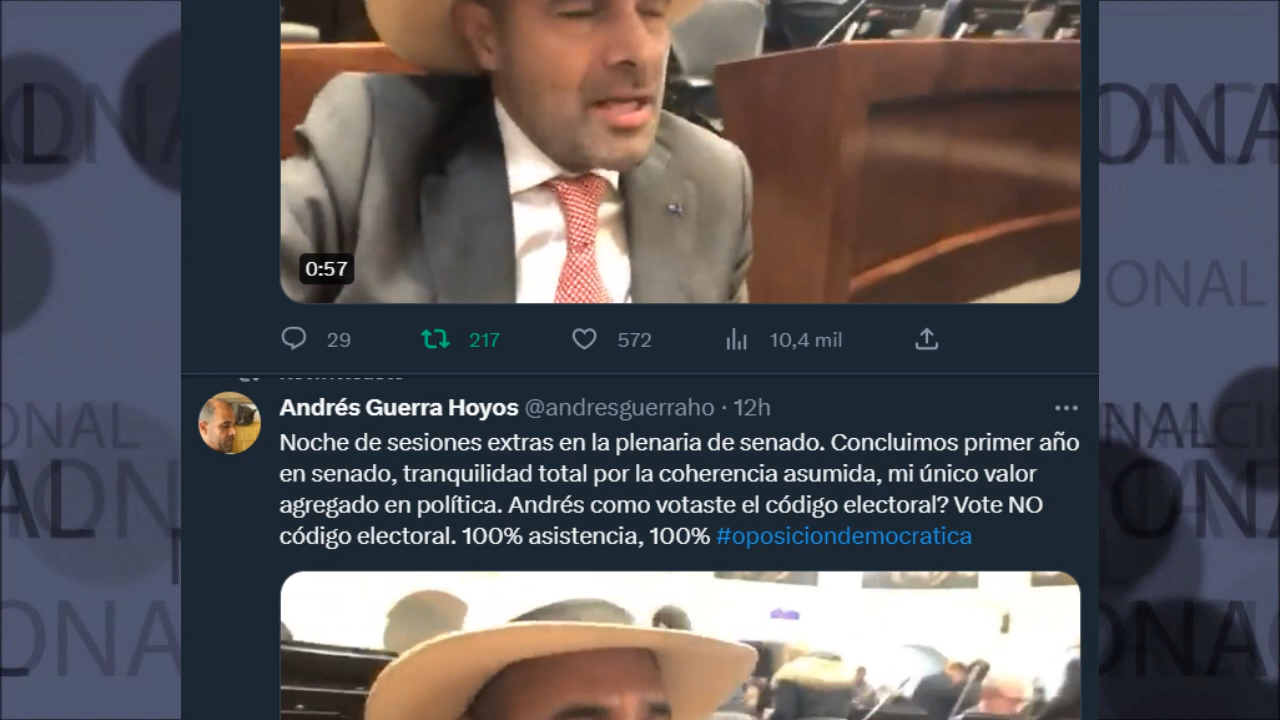 0:57
29 217 572 10,4 mil
Andrés Guerra Hoyos @andresguerraho · 12h
Noche de sesiones extras en la plenaria de senado. Concluimos primer año
en senado, tranquilidad total por la coherencia asumida, mi único valor
agregado en política. Andrés como votaste el código electoral? Vote NO
código electoral. 100% asistencia, 100% #oposiciondemocratica
ONAL
ONAL